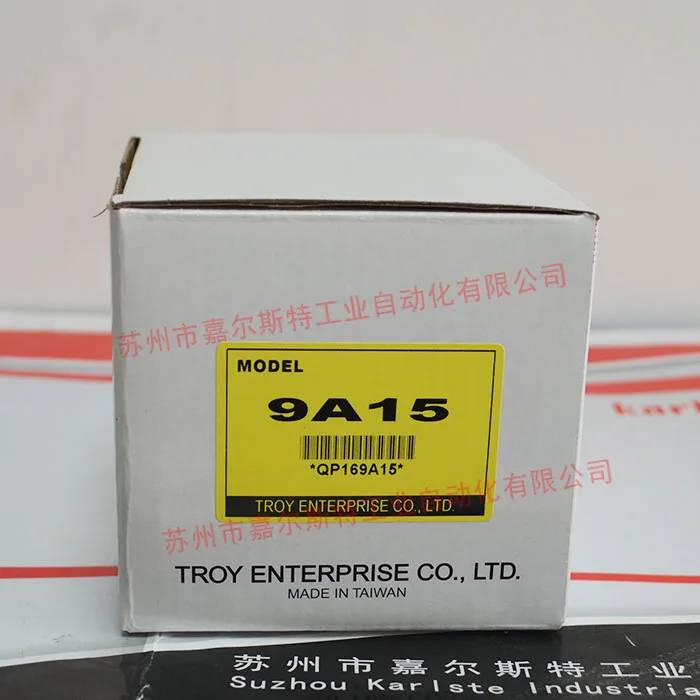 苏州市嘉尔斯特工业自动化有限公司
MODEL
9A15
*QP169A15*
TROY ENTERPRISE CO., LTD.
苏州市嘉尔斯特工业自动化有限公司
TROY ENTERPRISE CO., LTD.
MADE IN TAIWAN
苏州市嘉尔斯特工业
Suzhou Karlste Industria